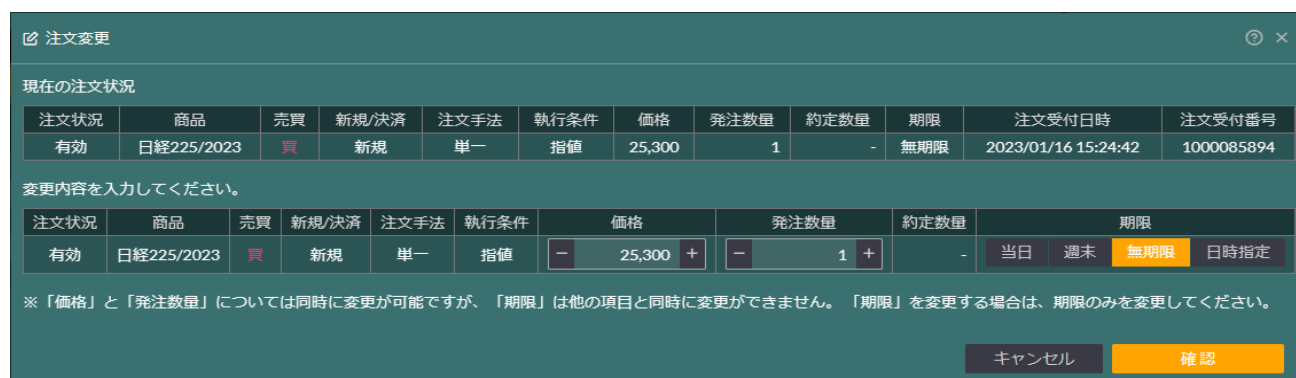 注文変更
現在の注文状況
注文状況 商品 売買 新規/決済 注文手法 執行条件 価格 発注数量 約定数量 期限 注文受付日時 注文受付番号
有効 日経225/2023 買 新規 単一 指値 25,300 1 - 無期限 2023/01/16 15:24:42 1000085894
変更内容を入力してください。
注文状況 商品 売買 新規/決済 注文手法 執行条件 価格 発注数量 約定数量 期限
有効 日経225/2023 買 新規 単一 指値 − 25,300 + − 1 + - 当日 週末 無期限 日時指定
※「価格」と「発注数量」については同時に変更が可能ですが、「期限」は他の項目と同時に変更ができません。「期限」を変更する場合は、期限のみを変更してください。
キャンセル 確認